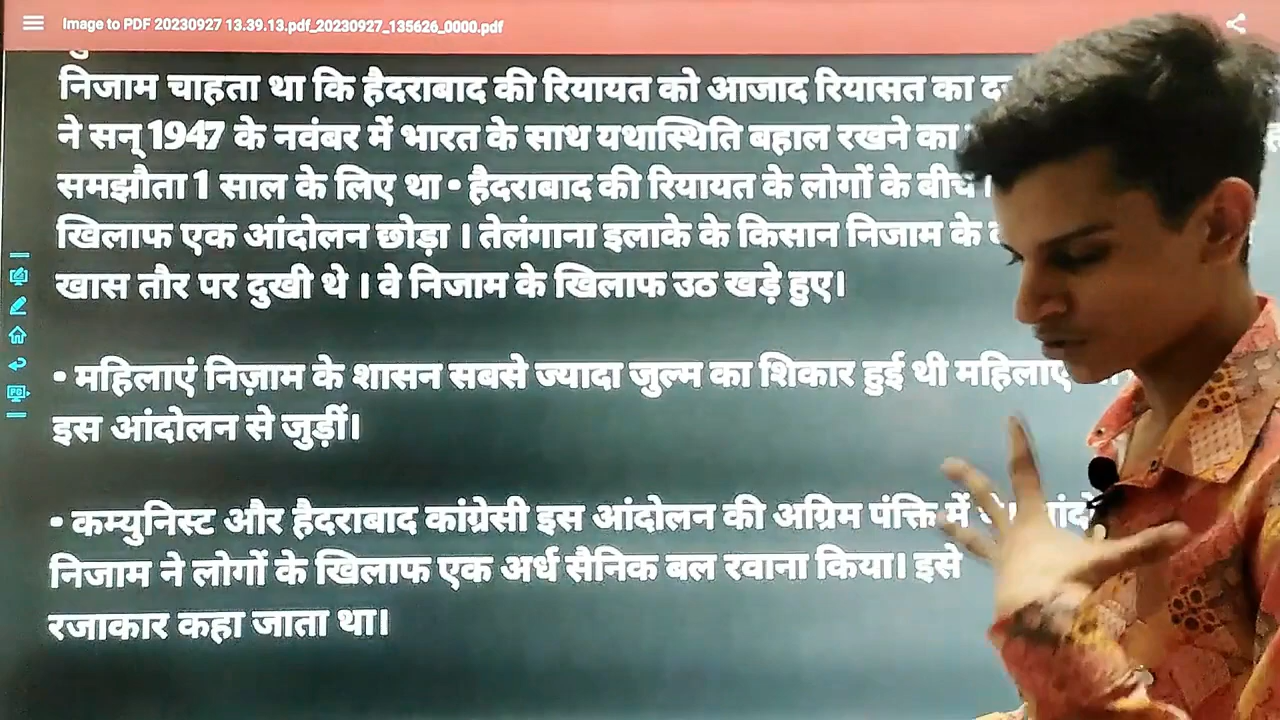 Image to PDF 20230927 13.39.13.pdf_20230927_135626_0000.pdf
निजाम चाहता था कि हैदराबाद की रियायत को आजाद रियासत का
ने सन् 1947 के नवंबर में भारत के साथ यथास्थिति बहाल रखने का
समझौता 1 साल के लिए था • हैदराबाद की रियायत के लोगों के बीच
खिलाफ एक आंदोलन छोड़ा । तेलंगाना इलाके के किसान निजाम के
खास तौर पर दुखी थे । वे निजाम के खिलाफ उठ खड़े हुए।
• महिलाएं निज़ाम के शासन सबसे ज्यादा जुल्म का शिकार हुई थी महिलाएं
इस आंदोलन से जुड़ीं।
• कम्युनिस्ट और हैदराबाद कांग्रेसी इस आंदोलन की अग्रिम पंक्ति में
निजाम ने लोगों के खिलाफ एक अर्ध सैनिक बल रवाना किया। इसे
रजाकार कहा जाता था।